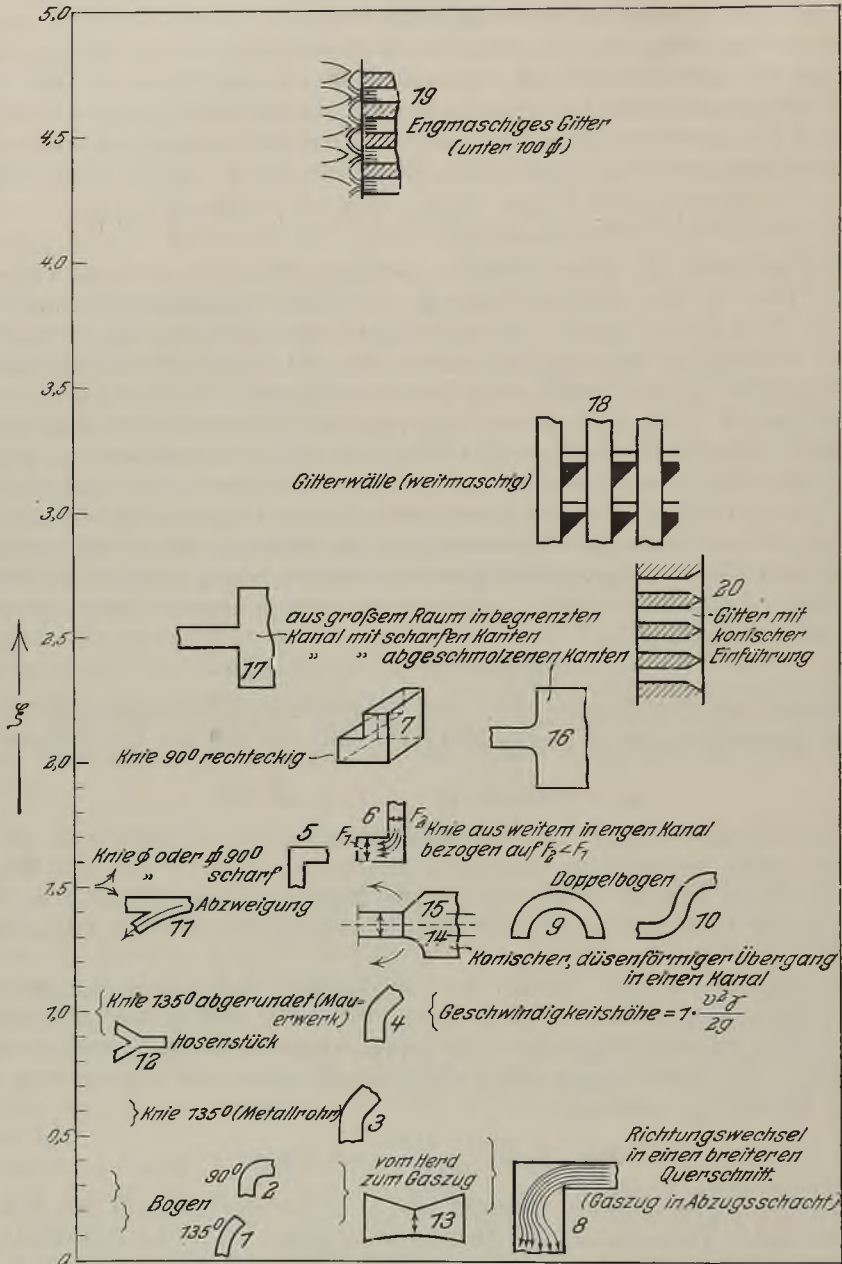 5,0
19
Engmaschiges Gitter
(unter 100 ⌀)
4,5
4,0
3,5
18
Gitterwälle (weitmaschig)
3,0
20
Gitter mit
konischer
Einführung
aus großem Raum in begrenzten
Kanal mit scharfen Kanten
" " abgeschmolzenen Kanten
2,5
17
ξ
7
16
Knie 90° rechteckig
2,0
5
6
F₁
F₂
Knie aus weitem in engen Kanal
bezogen auf F₂<F₁
Knie ⌀ oder ⌀ 90°
" scharf
1,5
Abzweigung
11
Doppelbogen
15
14
9
10
Konischer, düsenförmiger Übergang
in einen Kanal
1,0
Knie 135° abgerundet (Mau-
erwerk)
4
Geschwindigkeitshöhe = 1 · v²γ/2g
Hosenstück
12
Knie 135° (Metallrohr)
3
0,5
Richtungswechsel
in einen breiteren
Querschnitt.
(Gaszug in Abzugsschacht)
8
vom Herd
zum Gaszug
13
90°
2
Bogen
135°
1
0